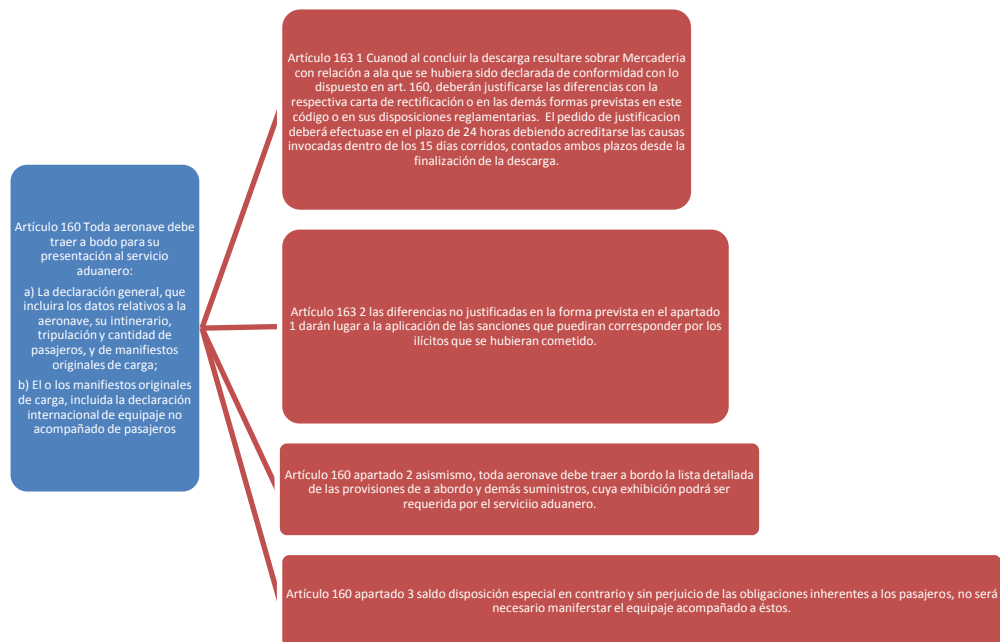 Artículo 160 Toda aeronave debe
traer a bodo para su
presentación al servicio
aduanero:
a) La declaración general, que
incluira los datos relativos a la
aeronave, su intinerario,
tripulación y cantidad de
pasajeros, y de manifiestos
originales de carga;
b) El o los manifiestos originales
de carga, incluida la declaración
internacional de equipaje no
acompañado de pasajeros
Artículo 163 1 Cuanod al concluir la descarga resultare sobrar Mercaderia
con relación a ala que se hubiera sido declarada de conformidad con lo
dispuesto en art. 160, deberán justificarse las diferencias con la
respectiva carta de rectificación o en las demás formas previstas en este
código o en sus disposiciones reglamentarias. El pedido de justificacion
deberá efectuase en el plazo de 24 horas debiendo acreditarse las causas
invocadas dentro de los 15 días corridos, contados ambos plazos desde la
finalización de la descarga.
Artículo 163 2 las diferencias no justificadas en la forma prevista en el apartado
1 darán lugar a la aplicación de las sanciones que puediran corresponder por los
ilícitos que se hubieran cometido.
Artículo 160 apartado 2 asismismo, toda aeronave debe traer a bordo la lista detallada
de las provisiones de a abordo y demás suministros, cuya exhibición podrá ser
requerida por el serviciio aduanero.
Artículo 160 apartado 3 saldo disposición especial en contrario y sin perjuicio de las obligaciones inherentes a los pasajeros, no será
necesario maniferstar el equipaje acompañado a éstos.